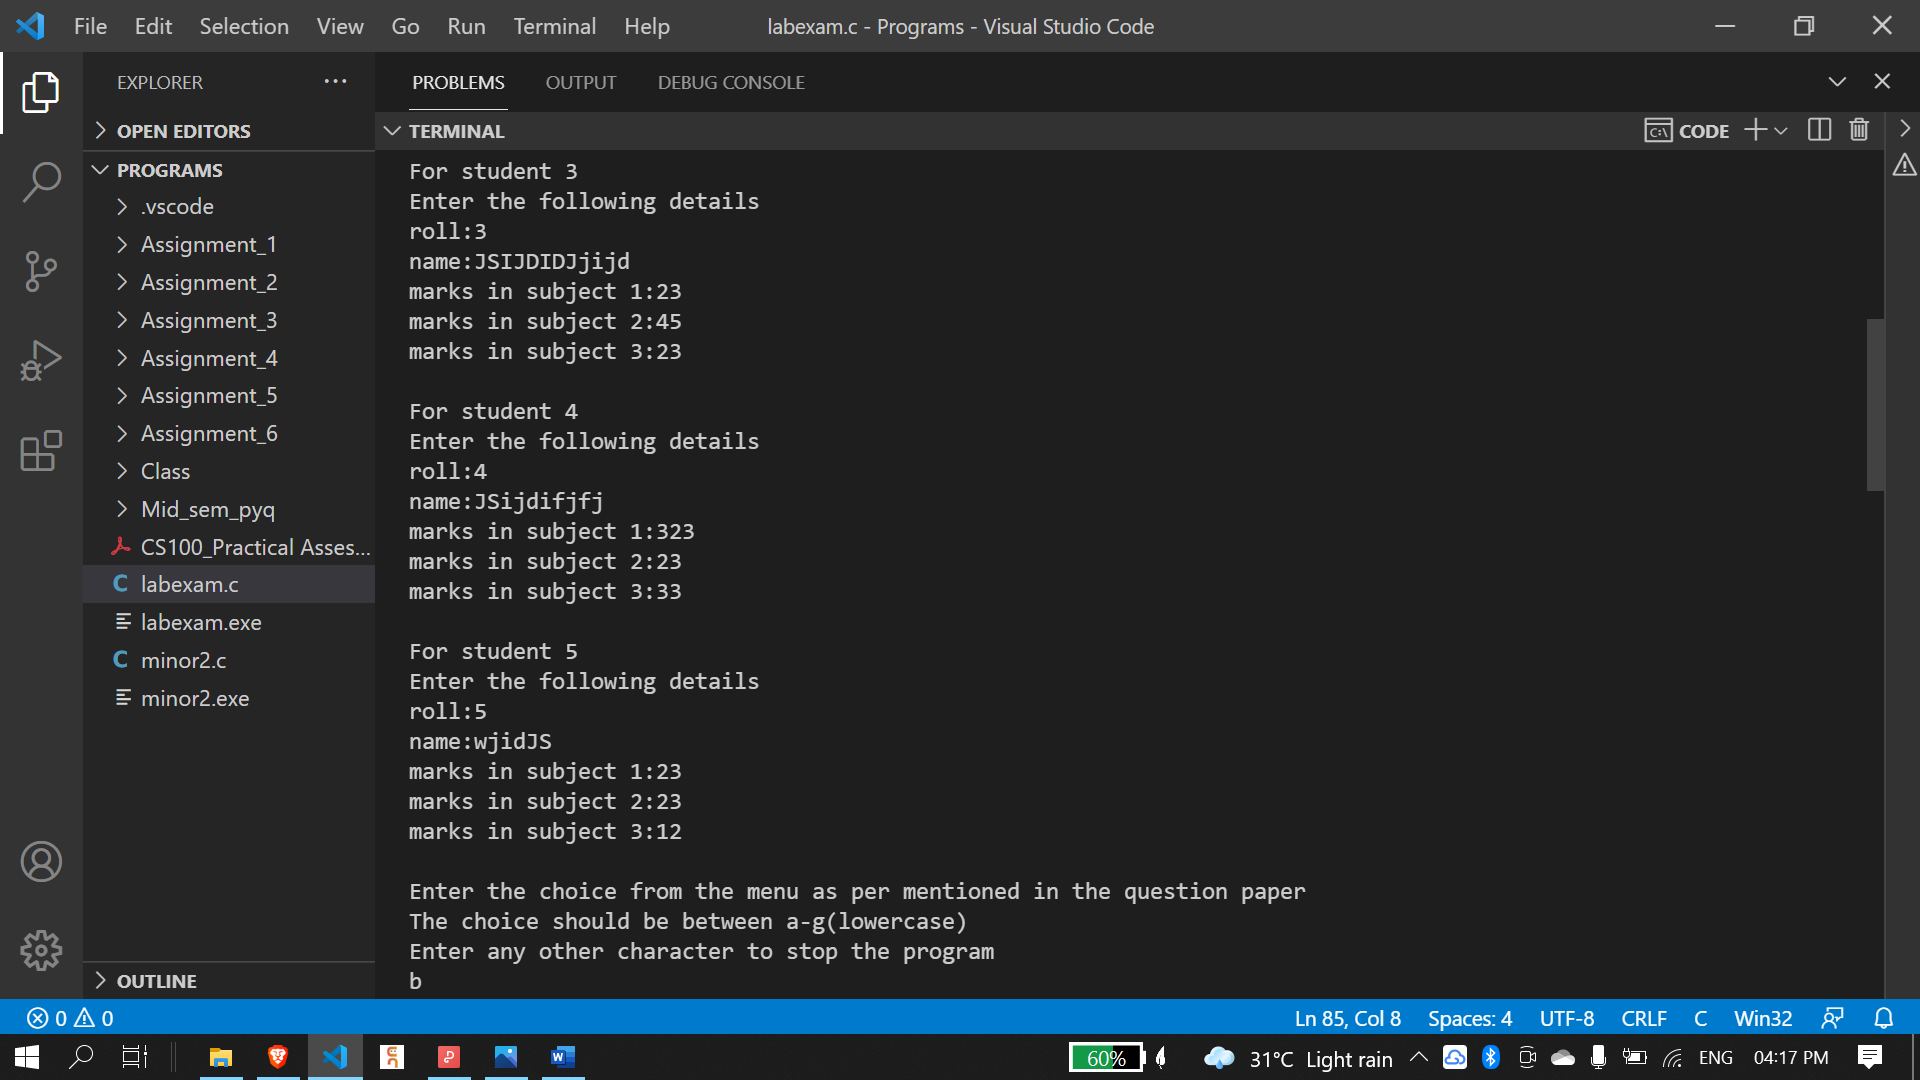 File Edit Selection View Go Run Terminal Help labexam.c - Programs - Visual Studio Code
EXPLORER
PROBLEMS OUTPUT DEBUG CONSOLE
OPEN EDITORS
TERMINAL
CODE
PROGRAMS
.vscode
Assignment_1
Assignment_2
Assignment_3
Assignment_4
Assignment_5
Assignment_6
Class
Mid_sem_pyq
CS100_Practical Asses...
C labexam.c
labexam.exe
C minor2.c
minor2.exe
OUTLINE
For student 3
Enter the following details
roll:3
name:JSIJDIDJjijd
marks in subject 1:23
marks in subject 2:45
marks in subject 3:23
For student 4
Enter the following details
roll:4
name:JSijdifjfj
marks in subject 1:323
marks in subject 2:23
marks in subject 3:33
For student 5
Enter the following details
roll:5
name:wjidJS
marks in subject 1:23
marks in subject 2:23
marks in subject 3:12
Enter the choice from the menu as per mentioned in the question paper
The choice should be between a-g(lowercase)
Enter any other character to stop the program
b
0 0 Ln 85, Col 8 Spaces: 4 UTF-8 CRLF C Win32
60% 31°C Light rain ENG 04:17 PM